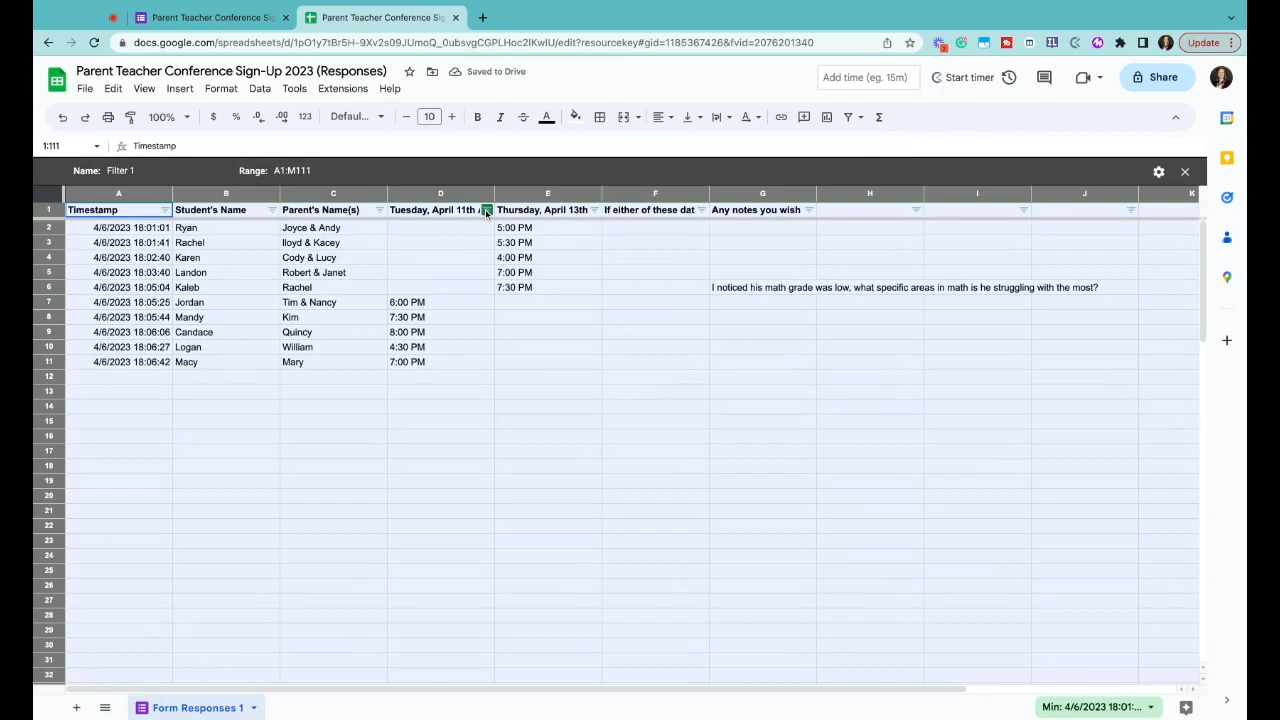 Parent Teacher Conference Sig
Parent Teacher Conference Sig
docs.google.com/spreadsheets/d/1pO1y7tBr5H-9Xv2s09JUmoQ_0ubsvgCGPLHoc2lKwIU/edit?resourcekey#gid=1185367426&fvid=2076201340
Update
Parent Teacher Conference Sign-Up 2023 (Responses)
Saved to Drive
Add time (eg. 15m)
Start timer
Share
File Edit View Insert Format Data Tools Extensions Help
100% $ % .0 .00 123 Defaul... 10 B I A
1:111 fx Timestamp
Name: Filter 1 Range: A1:M111
A B C D E F G H I J K
1 Timestamp Student's Name Parent's Name(s) Tuesday, April 11th Thursday, April 13th If either of these dat Any notes you wish
2 4/6/2023 18:01:01 Ryan Joyce & Andy 5:00 PM
3 4/6/2023 18:01:41 Rachel lloyd & Kacey 5:30 PM
4 4/6/2023 18:02:40 Karen Cody & Lucy 4:00 PM
5 4/6/2023 18:03:40 Landon Robert & Janet 7:00 PM
6 4/6/2023 18:05:04 Kaleb Rachel 7:30 PM I noticed his math grade was low, what specific areas in math is he struggling with the most?
7 4/6/2023 18:05:25 Jordan Tim & Nancy 6:00 PM
8 4/6/2023 18:05:44 Mandy Kim 7:30 PM
9 4/6/2023 18:06:06 Candace Quincy 8:00 PM
10 4/6/2023 18:06:27 Logan William 4:30 PM
11 4/6/2023 18:06:42 Macy Mary 7:00 PM
12
13
14
15
16
17
18
19
20
21
22
23
24
25
26
27
28
29
30
31
32
Form Responses 1
Min: 4/6/2023 18:01:...